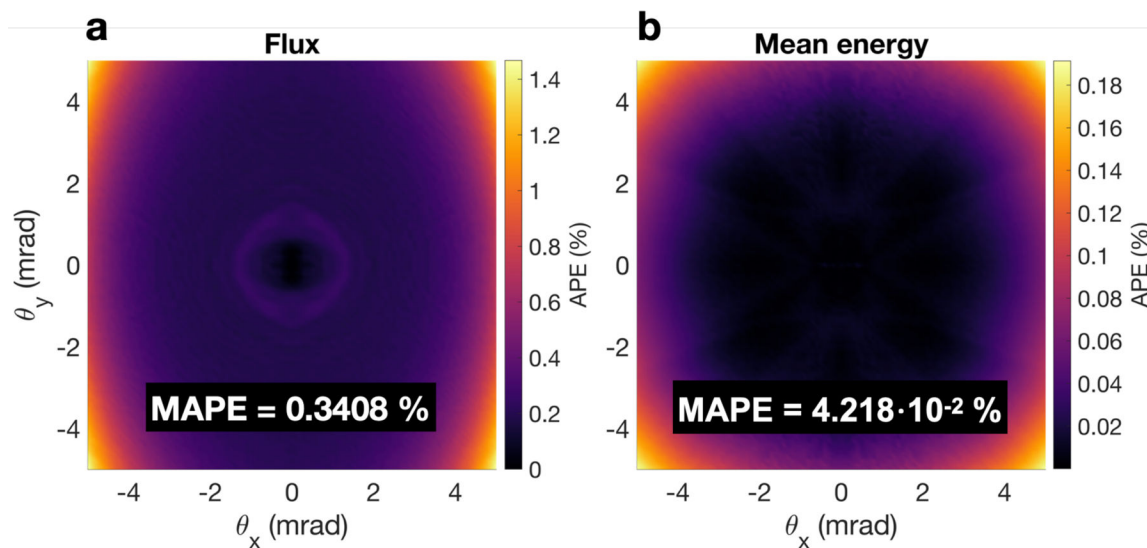 a
Flux
4
2
0
-2
-4
θy (mrad)
-4 -2 0 2 4
θx (mrad)
MAPE = 0.3408 %
1.4
1.2
1
0.8
0.6
0.4
0.2
0
APE (%)
b
Mean energy
4
2
0
-2
-4
-4 -2 0 2 4
θx (mrad)
MAPE = 4.218·10-2 %
0.18
0.16
0.14
0.12
0.1
0.08
0.06
0.04
0.02
APE (%)